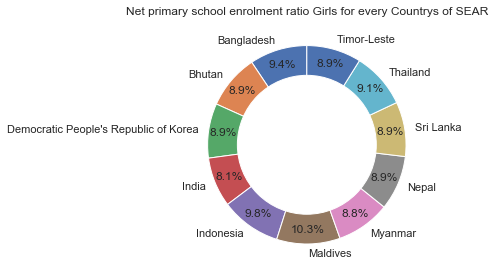 Net primary school enrolment ratio Girls for every Countrys of SEAR
Bangladesh
9.4%
Timor-Leste
8.9%
Bhutan
8.9%
Thailand
9.1%
Democratic People's Republic of Korea
8.9%
Sri Lanka
8.9%
India
8.1%
Nepal
8.9%
Indonesia
9.8%
Myanmar
8.8%
Maldives
10.3%